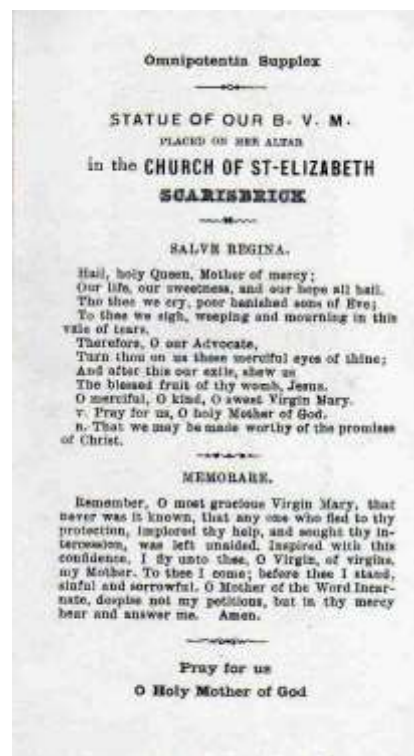 Omnipotentia Supplex
STATUE OF OUR B. V. M.
PLACED ON HER ALTAR
in the CHURCH OF ST-ELIZABETH
SCARISBRICK
SALVE REGINA.
Hail, holy Queen, Mother of mercy;
Our life, our sweetness, and our hope all hail.
Tho thee we cry, poor banished sons of Eve;
To thee we sigh, weeping and mourning in this
vale of tears.
Therefore, O our Advocate,
Turn thou on us those merciful eyes of thine;
And after this our exile, shew us
The blessed fruit of thy womb, Jesus.
O merciful, O kind, O sweet Virgin Mary.
V. Pray for us, O holy Mother of God.
R. That we may be made worthy of the promises
of Christ.
MEMORARE.
Remember, O most gracious Virgin Mary, that
never was it known, that any one who fled to thy
protection, implored thy help, and sought thy in-
tercession, was left unaided. Inspired with this
confidence, I fly unto thee, O Virgin, of virgins,
my Mother. To thee I come; before thee I stand,
sinful and sorrowful. O Mother of the Word Incar-
nate, despise not my petitions, but in thy mercy
hear and answer me. Amen.
Pray for us
O Holy Mother of God